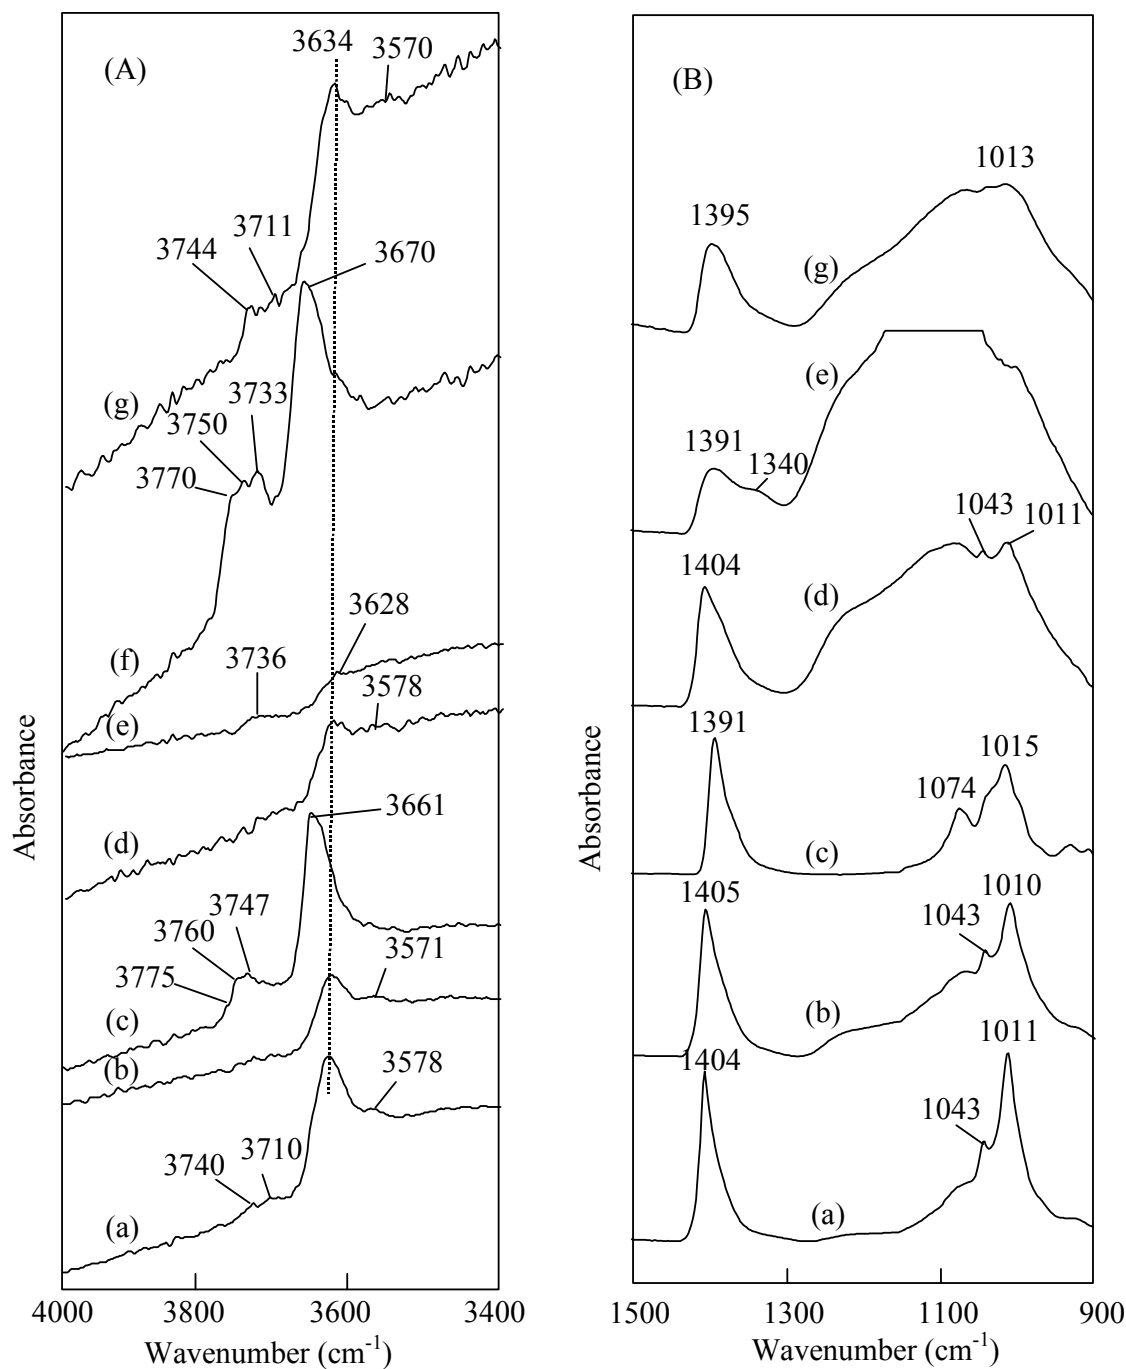 (A)
3634
3570
3711
3744
3670
(g)
3733
3750
3770
(f)
3628
3736
3578
(e)
(d)
3661
3747
3760
3571
3775
(c)
(b)
3578
3710
3740
(a)
4000 3800 3600 3400
Wavenumber (cm-1)
Absorbance
(B)
1013
1395
(g)
(e)
1391
1340
1043
1011
1404
(d)
1391
1015
1074
(c)
1405
1010
1043
(b)
1404
1011
1043
(a)
1500 1300 1100 900
Wavenumber (cm-1)
Absorbance